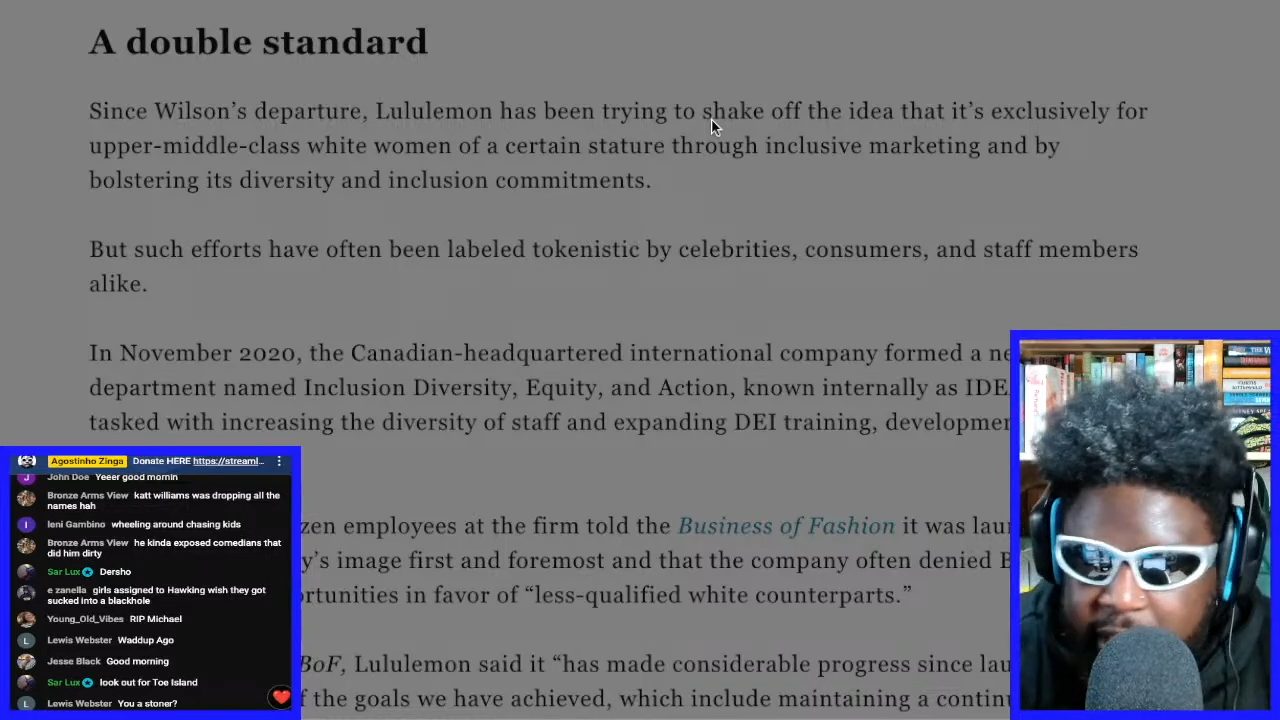 A double standard
Since Wilson’s departure, Lululemon has been trying to shake off the idea that it’s exclusively for
upper-middle-class white women of a certain stature through inclusive marketing and by
bolstering its diversity and inclusion commitments.
But such efforts have often been labeled tokenistic by celebrities, consumers, and staff members
alike.
In November 2020, the Canadian-headquartered international company formed a ne
department named Inclusion Diversity, Equity, and Action, known internally as IDE
tasked with increasing the diversity of staff and expanding DEI training, developmen
zen employees at the firm told the Business of Fashion it was laun
y’s image first and foremost and that the company often denied B
ortunities in favor of “less-qualified white counterparts.”
BoF, Lululemon said it “has made considerable progress since lau
f the goals we have achieved, which include maintaining a contin
Agostinho Zinga Donate HERE https://streaml...
John Doe Yeeer good mornin
Bronze Arms View katt williams was dropping all the
names hah
Ieni Gambino wheeling around chasing kids
Bronze Arms View he kinda exposed comedians that
did him dirty
Sar Lux Dersho
e zanella girls assigned to Hawking wish they got
sucked into a blackhole
Young_Old_Vibes RIP Michael
Lewis Webster Waddup Ago
Jesse Black Good morning
Sar Lux look out for Toe Island
Lewis Webster You a stoner?